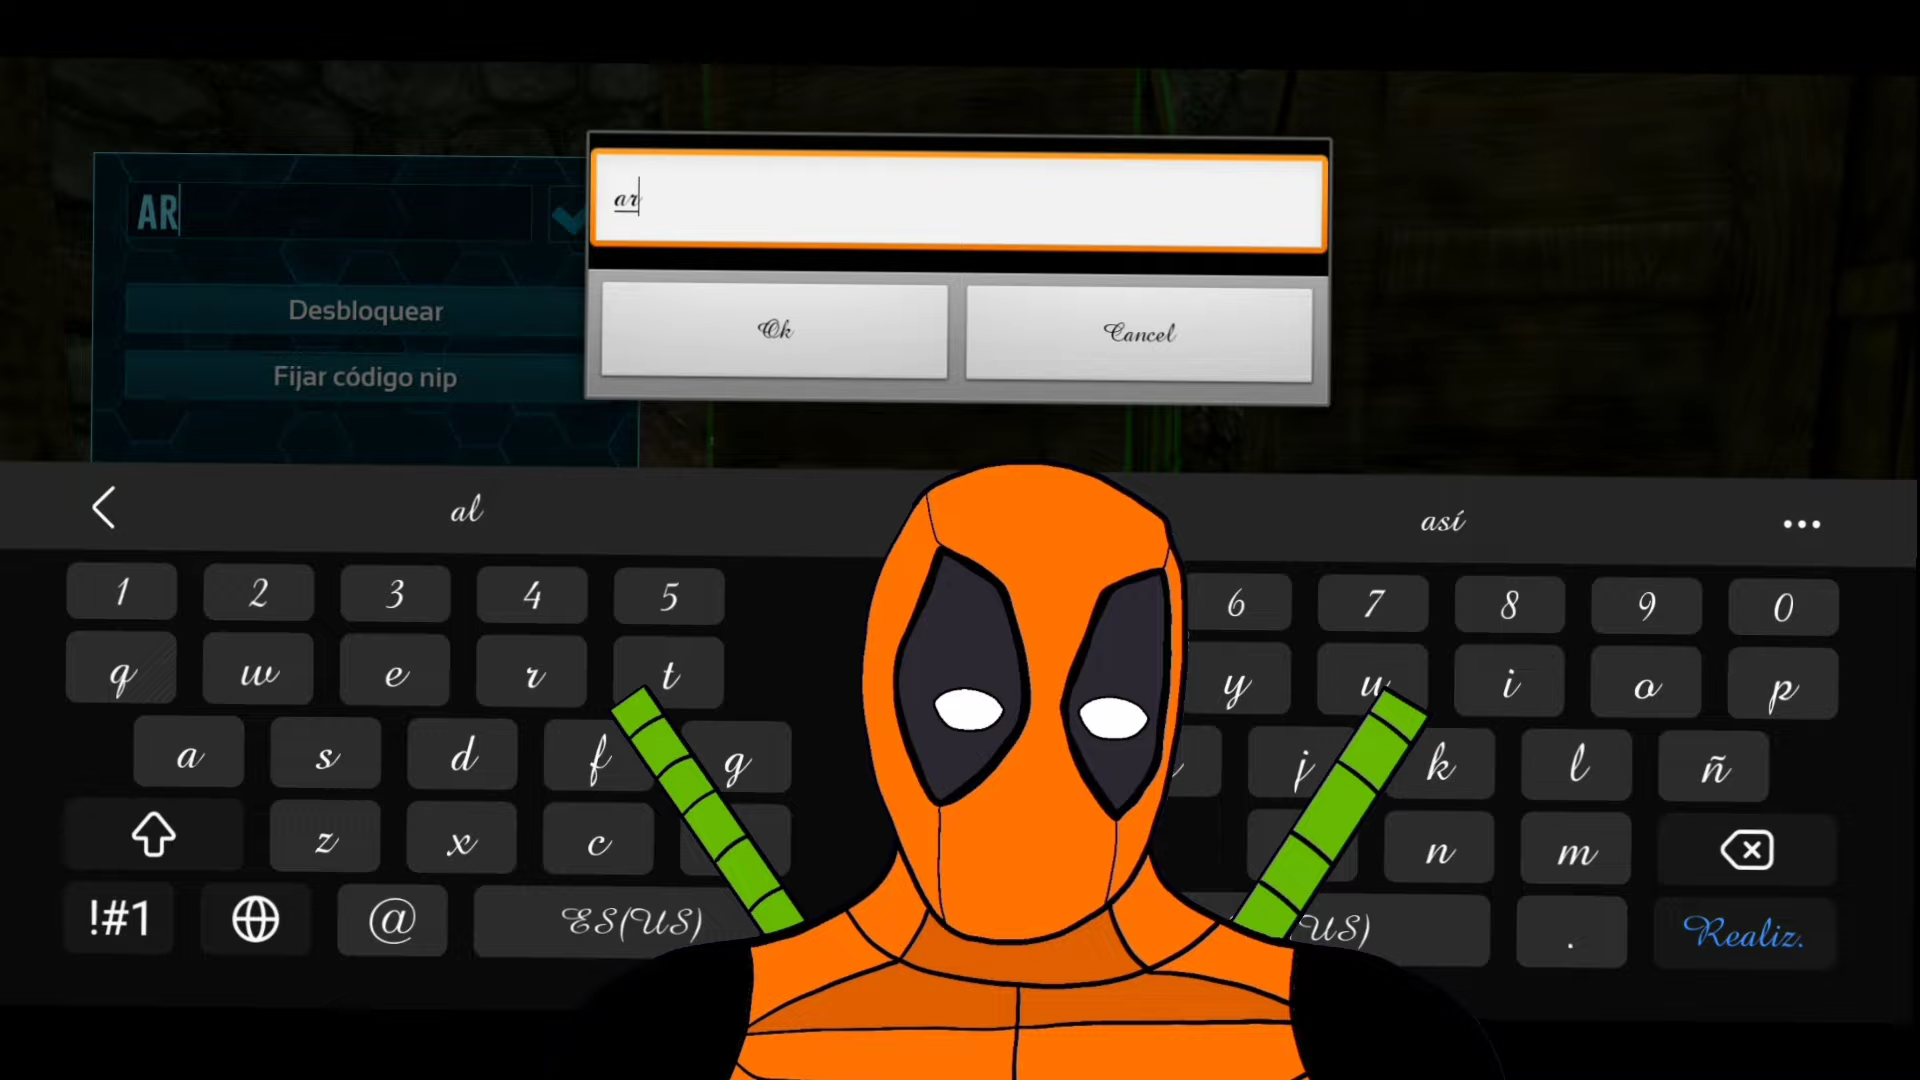 AR
ar
Desbloquear
Fijar código nip
Ok
Cancel
al
así
1 2 3 4 5 6 7 8 9 0
q w e r t y u i o p
a s d f g j k l ñ
z x c n m
!#1 @ ES(US) US) . Realiz.